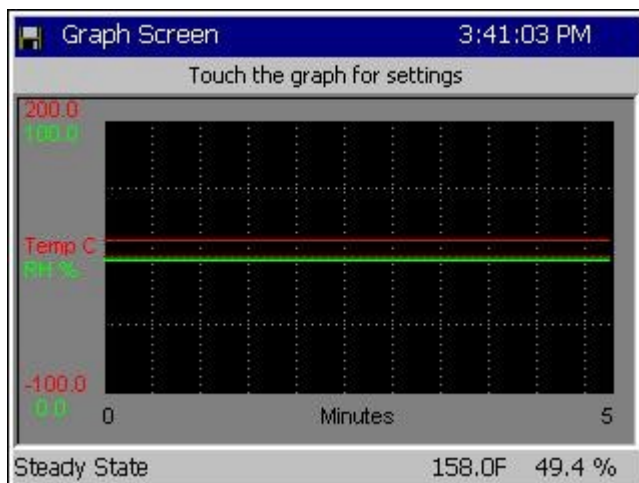 Graph Screen 3:41:03 PM
Touch the graph for settings
200.0
100.0
Temp C
RH %
-100.0
0.0
0 Minutes 5
Steady State 158.0F 49.4 %